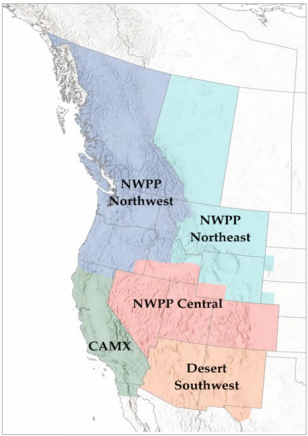 NWPP
Northwest
NWPP
Northeast
NWPP Central
CAMX
Desert
Southwest